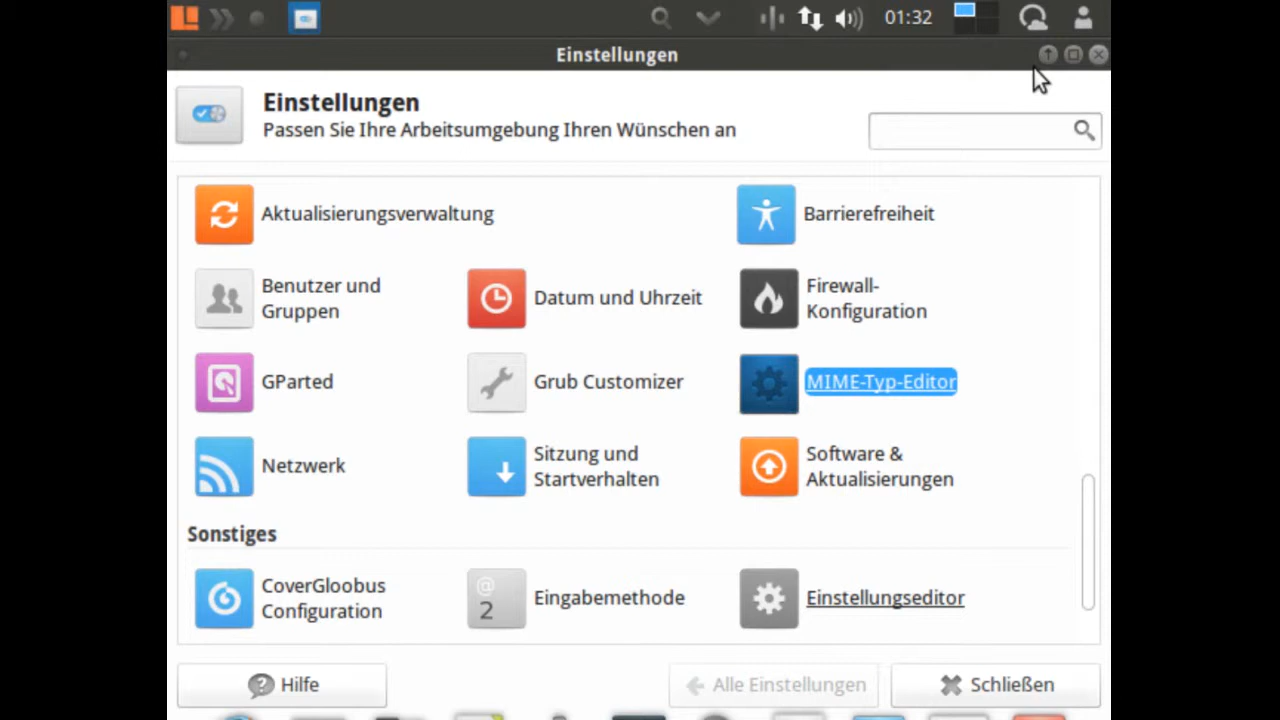 01:32
Einstellungen
Einstellungen
Passen Sie Ihre Arbeitsumgebung Ihren Wünschen an
Aktualisierungsverwaltung
Barrierefreiheit
Benutzer und
Gruppen
Datum und Uhrzeit
Firewall-
Konfiguration
GParted
Grub Customizer
MIME-Typ-Editor
Netzwerk
Sitzung und
Startverhalten
Software &
Aktualisierungen
Sonstiges
CoverGloobus
Configuration
@
2
Eingabemethode
Einstellungseditor
Hilfe
Alle Einstellungen
Schließen